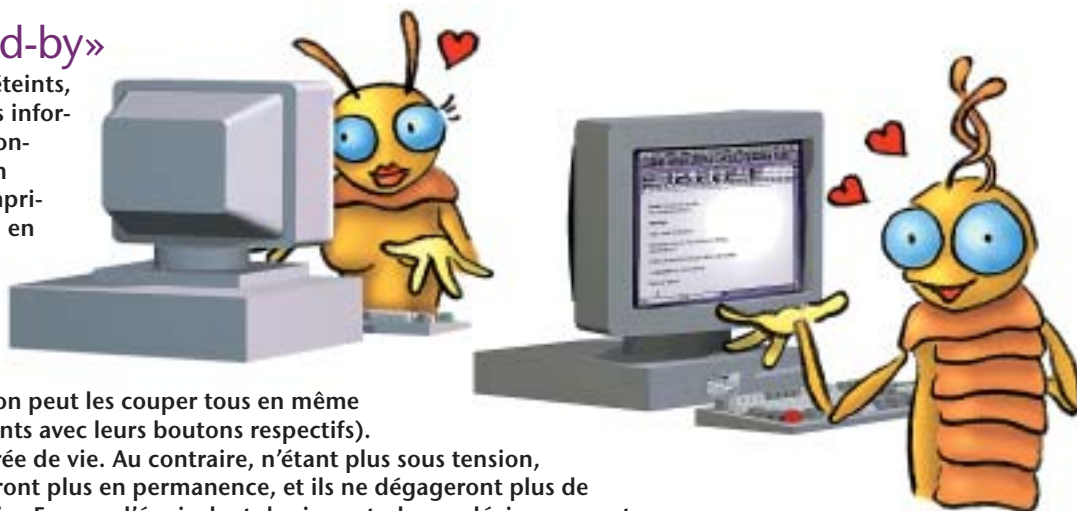 d-by»
éteints,
s infor-
on-
n
mpri-
en
on peut les couper tous en même
nts avec leurs boutons respectifs).
rée de vie. Au contraire, n’étant plus sous tension,
ront plus en permanence, et ils ne dégageront plus de